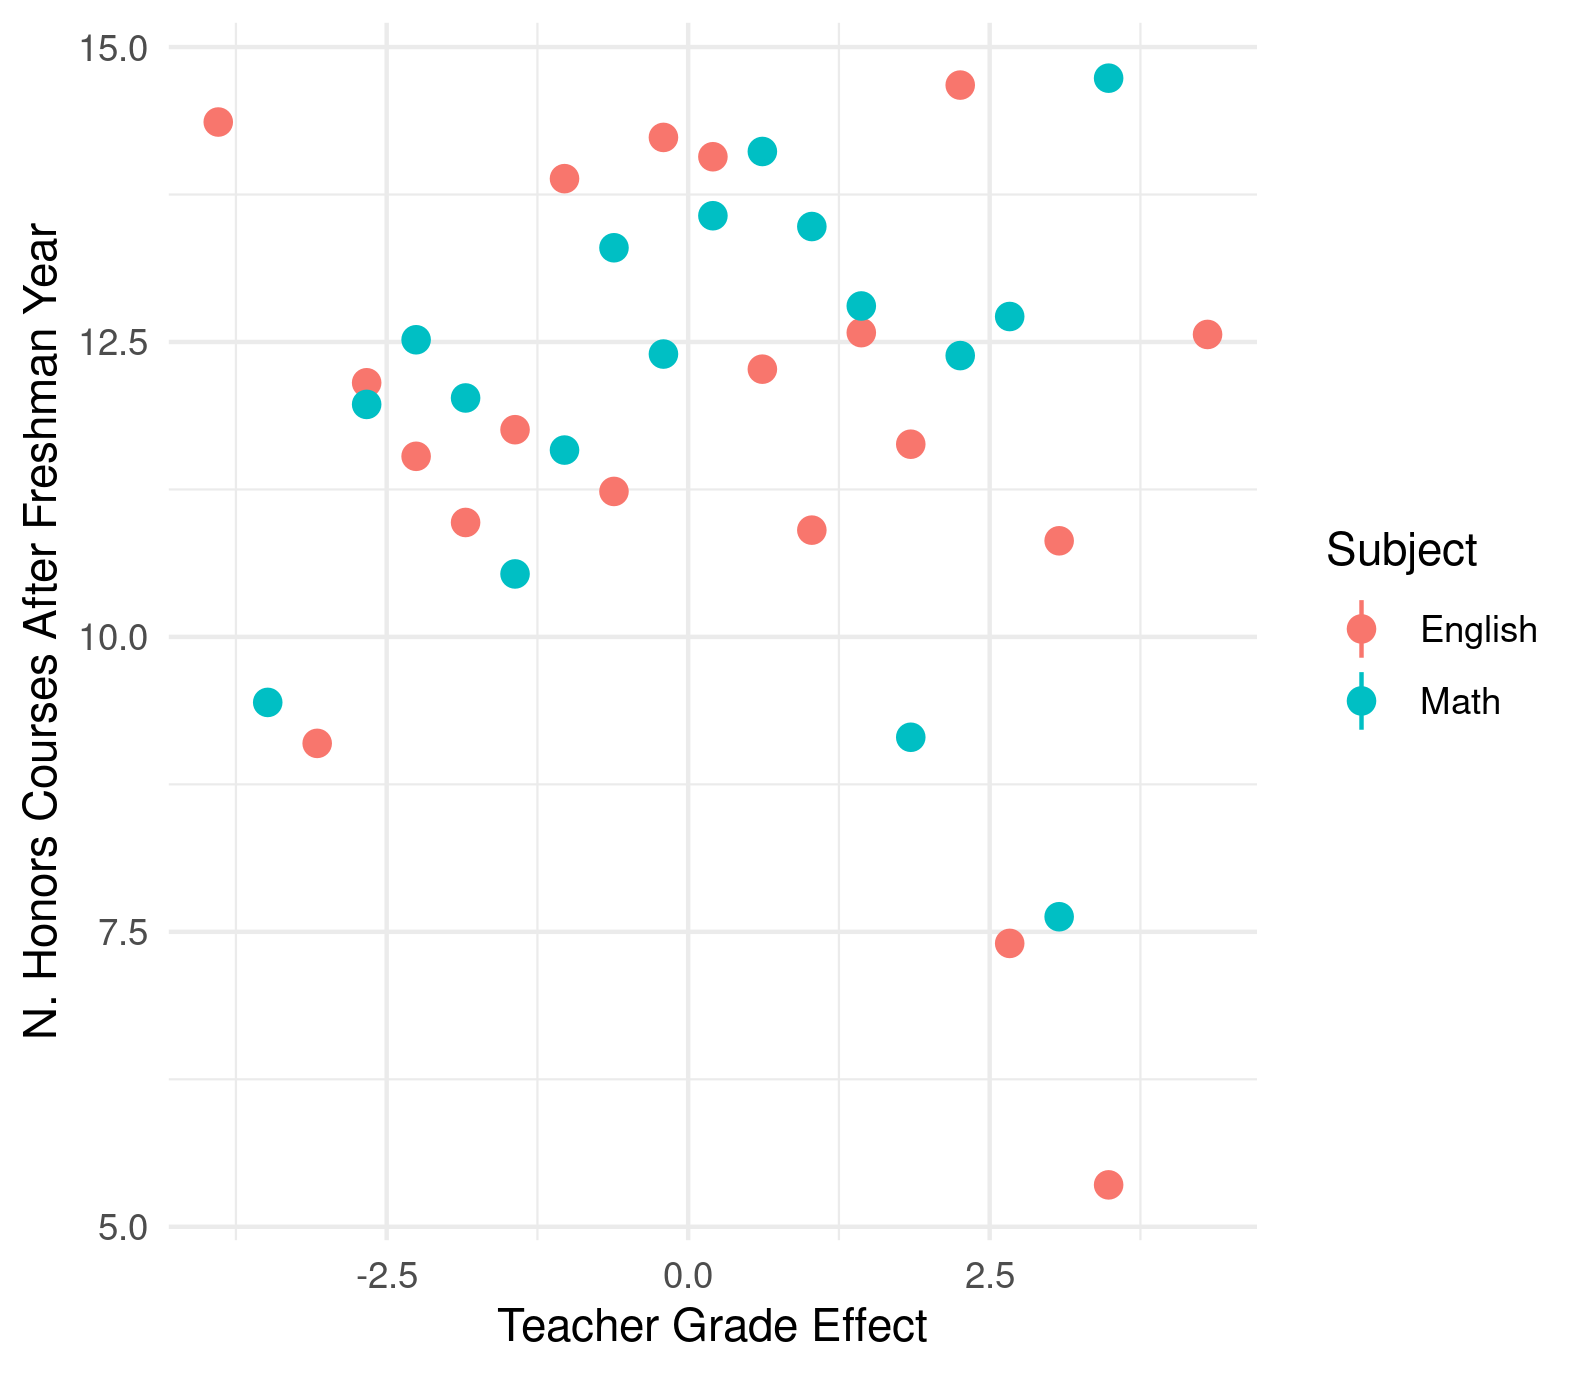 15.0
12.5
10.0
7.5
5.0
N. Honors Courses After Freshman Year
-2.5 0.0 2.5
Teacher Grade Effect
Subject
English
Math